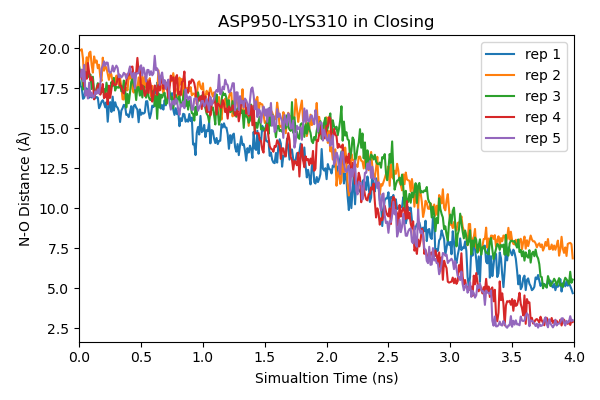 ASP950-LYS310 in Closing
N-O Distance (Å)
20.0
17.5
15.0
12.5
10.0
7.5
5.0
2.5
rep 1
rep 2
rep 3
rep 4
rep 5
0.0 0.5 1.0 1.5 2.0 2.5 3.0 3.5 4.0
Simualtion Time (ns)